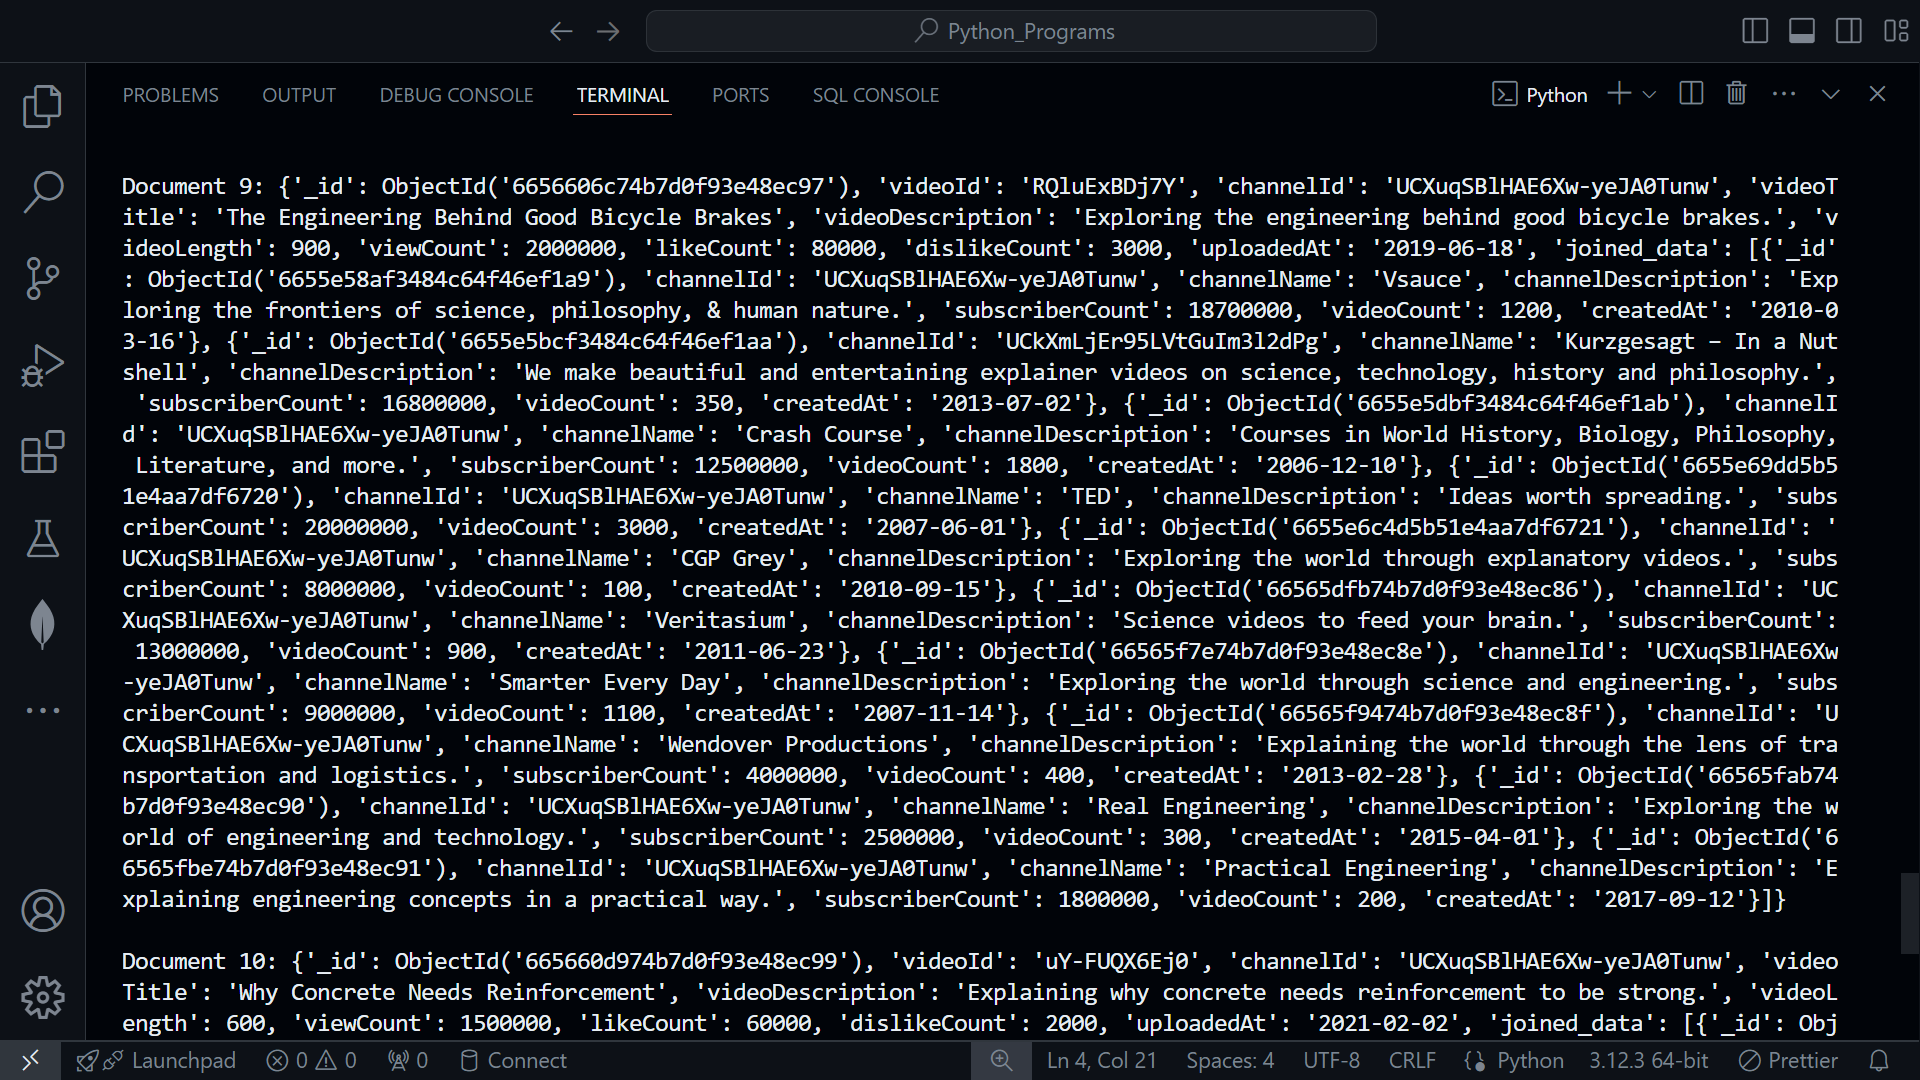 Python_Programs
PROBLEMS OUTPUT DEBUG CONSOLE TERMINAL PORTS SQL CONSOLE Python
Document 9: {'_id': ObjectId('6656606c74b7d0f93e48ec97'), 'videoId': 'RQluExBDj7Y', 'channelId': 'UCXuqSBlHAE6Xw-yeJA0Tunw', 'videoT
itle': 'The Engineering Behind Good Bicycle Brakes', 'videoDescription': 'Exploring the engineering behind good bicycle brakes.', 'v
ideoLength': 900, 'viewCount': 2000000, 'likeCount': 80000, 'dislikeCount': 3000, 'uploadedAt': '2019-06-18', 'joined_data': [{'_id'
: ObjectId('6655e58af3484c64f46ef1a9'), 'channelId': 'UCXuqSBlHAE6Xw-yeJA0Tunw', 'channelName': 'Vsauce', 'channelDescription': 'Exp
loring the frontiers of science, philosophy, & human nature.', 'subscriberCount': 18700000, 'videoCount': 1200, 'createdAt': '2010-0
3-16'}, {'_id': ObjectId('6655e5bcf3484c64f46ef1aa'), 'channelId': 'UCkXmLjEr95LVtGuIm3l2dPg', 'channelName': 'Kurzgesagt – In a Nut
shell', 'channelDescription': 'We make beautiful and entertaining explainer videos on science, technology, history and philosophy.',
'subscriberCount': 16800000, 'videoCount': 350, 'createdAt': '2013-07-02'}, {'_id': ObjectId('6655e5dbf3484c64f46ef1ab'), 'channelI
d': 'UCXuqSBlHAE6Xw-yeJA0Tunw', 'channelName': 'Crash Course', 'channelDescription': 'Courses in World History, Biology, Philosophy,
Literature, and more.', 'subscriberCount': 12500000, 'videoCount': 1800, 'createdAt': '2006-12-10'}, {'_id': ObjectId('6655e69dd5b5
1e4aa7df6720'), 'channelId': 'UCXuqSBlHAE6Xw-yeJA0Tunw', 'channelName': 'TED', 'channelDescription': 'Ideas worth spreading.', 'subs
criberCount': 20000000, 'videoCount': 3000, 'createdAt': '2007-06-01'}, {'_id': ObjectId('6655e6c4d5b51e4aa7df6721'), 'channelId': '
UCXuqSBlHAE6Xw-yeJA0Tunw', 'channelName': 'CGP Grey', 'channelDescription': 'Exploring the world through explanatory videos.', 'subs
criberCount': 8000000, 'videoCount': 100, 'createdAt': '2010-09-15'}, {'_id': ObjectId('66565dfb74b7d0f93e48ec86'), 'channelId': 'UC
XuqSBlHAE6Xw-yeJA0Tunw', 'channelName': 'Veritasium', 'channelDescription': 'Science videos to feed your brain.', 'subscriberCount':
13000000, 'videoCount': 900, 'createdAt': '2011-06-23'}, {'_id': ObjectId('66565f7e74b7d0f93e48ec8e'), 'channelId': 'UCXuqSBlHAE6Xw
-yeJA0Tunw', 'channelName': 'Smarter Every Day', 'channelDescription': 'Exploring the world through science and engineering.', 'subs
criberCount': 9000000, 'videoCount': 1100, 'createdAt': '2007-11-14'}, {'_id': ObjectId('66565f9474b7d0f93e48ec8f'), 'channelId': 'U
CXuqSBlHAE6Xw-yeJA0Tunw', 'channelName': 'Wendover Productions', 'channelDescription': 'Explaining the world through the lens of tra
nsportation and logistics.', 'subscriberCount': 4000000, 'videoCount': 400, 'createdAt': '2013-02-28'}, {'_id': ObjectId('66565fab74
b7d0f93e48ec90'), 'channelId': 'UCXuqSBlHAE6Xw-yeJA0Tunw', 'channelName': 'Real Engineering', 'channelDescription': 'Exploring the w
orld of engineering and technology.', 'subscriberCount': 2500000, 'videoCount': 300, 'createdAt': '2015-04-01'}, {'_id': ObjectId('6
6565fbe74b7d0f93e48ec91'), 'channelId': 'UCXuqSBlHAE6Xw-yeJA0Tunw', 'channelName': 'Practical Engineering', 'channelDescription': 'E
xplaining engineering concepts in a practical way.', 'subscriberCount': 1800000, 'videoCount': 200, 'createdAt': '2017-09-12'}]}
Document 10: {'_id': ObjectId('665660d974b7d0f93e48ec99'), 'videoId': 'uY-FUQX6Ej0', 'channelId': 'UCXuqSBlHAE6Xw-yeJA0Tunw', 'video
Title': 'Why Concrete Needs Reinforcement', 'videoDescription': 'Explaining why concrete needs reinforcement to be strong.', 'videoL
ength': 600, 'viewCount': 1500000, 'likeCount': 60000, 'dislikeCount': 2000, 'uploadedAt': '2021-02-02', 'joined_data': [{'_id': Obj
Launchpad 0 0 0 Connect Ln 4, Col 21 Spaces: 4 UTF-8 CRLF Python 3.12.3 64-bit Prettier